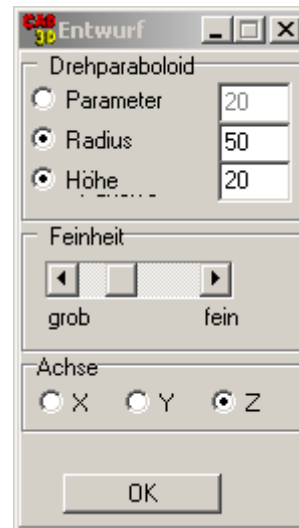 CAD
3D Entwurf
Drehparaboloid
Parameter 20
Radius 50
Höhe 20
Feinheit
grob fein
Achse
X Y Z
OK